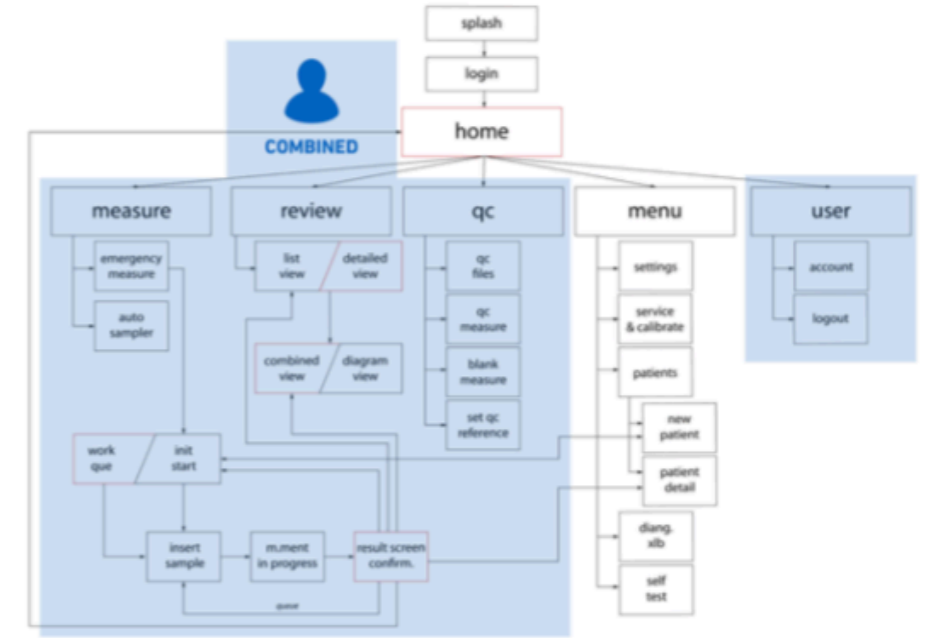 splash
login
COMBINED
home
measure
review
qc
menu
user
emergency
measure
auto
sampler
list
view
detailed
view
combined
view
diagram
view
qc
files
qc
measure
blank
measure
set qc
reference
settings
service
& calibrate
patients
new
patient
patient
detail
diang.
xlb
self
test
account
logout
work
que
init
start
insert
sample
m.ment
in progress
result screen
confirm.
queue